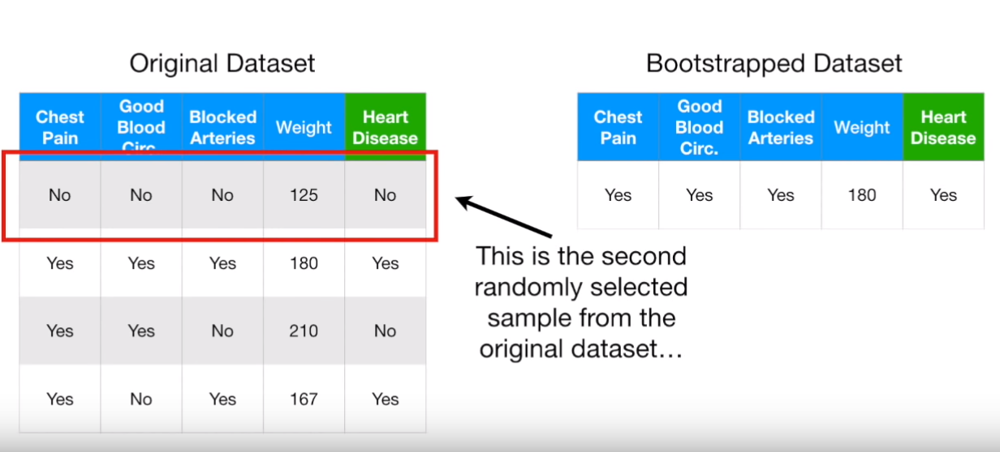 Original Dataset
Chest Pain Good Blood Circ. Blocked Arteries Weight Heart Disease
No No No 125 No
Yes Yes Yes 180 Yes
Yes Yes No 210 No
Yes No Yes 167 Yes
This is the second
randomly selected
sample from the
original dataset…
Bootstrapped Dataset
Chest Pain Good Blood Circ. Blocked Arteries Weight Heart Disease
Yes Yes Yes 180 Yes